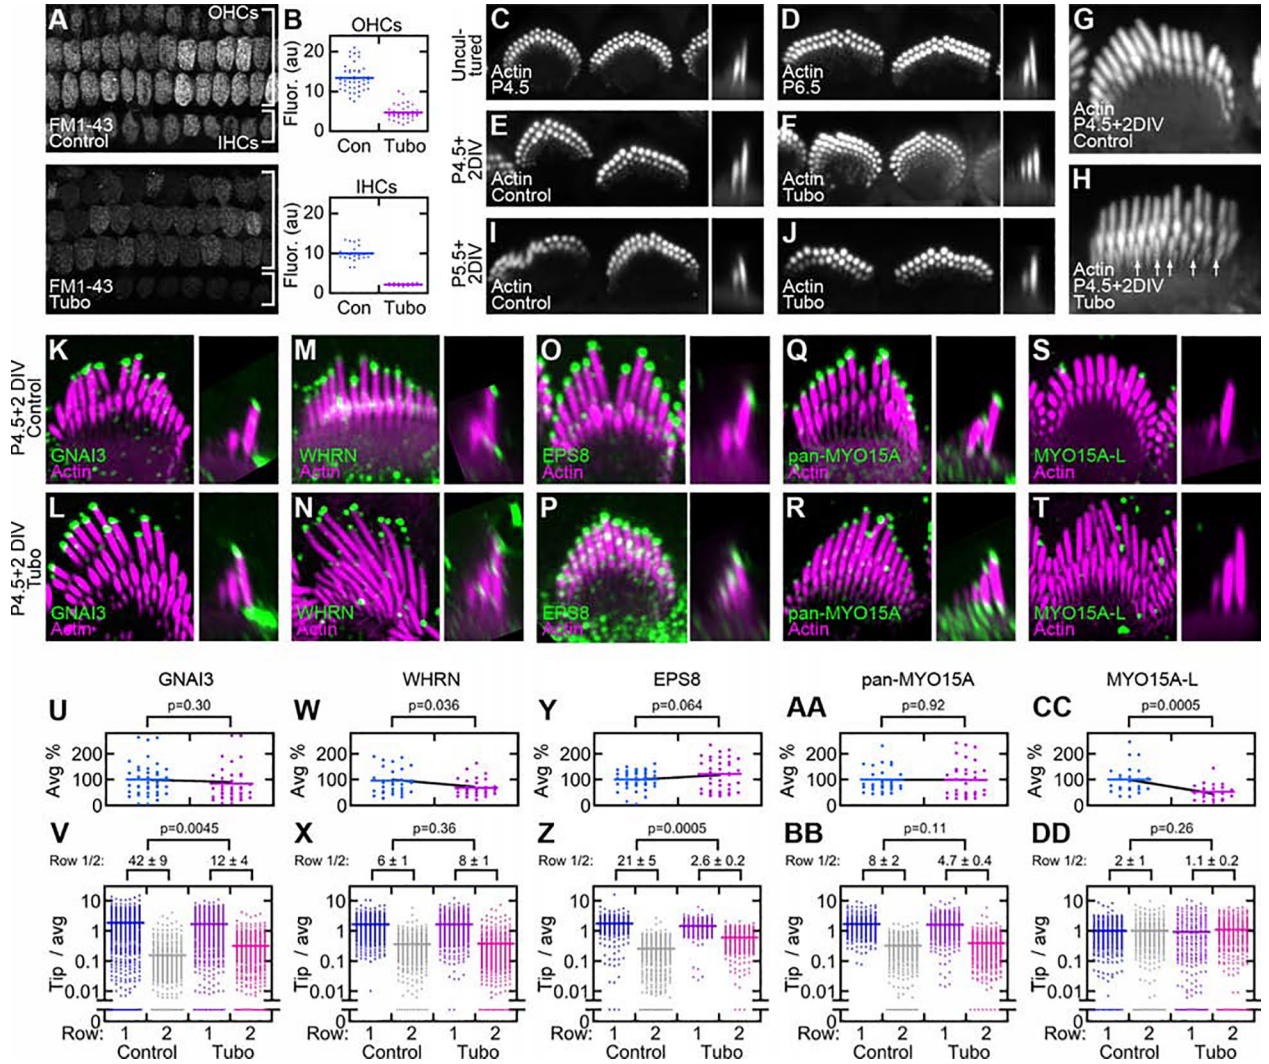 A
OHCs
FM1-43
Control
IHCs
FM1-43
Tubo
B
OHCs
Fluor. (au)
20
10
0
Con
Tubo
IHCs
Fluor. (au)
20
10
0
Con
Tubo
Uncul-
tured
C
Actin
P4.5
D
Actin
P6.5
P4.5+
2DIV
E
Actin
Control
F
Actin
Tubo
P5.5+
2DIV
I
Actin
Control
J
Actin
Tubo
G
Actin
P4.5+2DIV
Control
H
Actin
P4.5+2DIV
Tubo
P4.5+2 DIV
Control
K
GNAI3
Actin
M
WHRN
Actin
O
EPS8
Actin
Q
pan-MYO15A
Actin
S
MYO15A-L
Actin
P4.5+2 DIV
Tubo
L
GNAI3
Actin
N
WHRN
Actin
P
EPS8
Actin
R
pan-MYO15A
Actin
T
MYO15A-L
Actin
GNAI3
U
p=0.30
Avg %
200
100
0
WHRN
W
p=0.036
Avg %
200
100
0
EPS8
Y
p=0.064
Avg %
200
100
0
pan-MYO15A
AA
p=0.92
Avg %
200
100
0
MYO15A-L
CC
p=0.0005
Avg %
200
100
0
V
p=0.0045
Row 1/2: 42 ± 9 12 ± 4
Tip / avg
10
1
0.1
0.01
0
Row: 1 2 1 2
Control Tubo
X
p=0.36
Row 1/2: 6 ± 1 8 ± 1
Tip / avg
10
1
0.1
0.01
0
Row: 1 2 1 2
Control Tubo
Z
p=0.0005
Row 1/2: 21 ± 5 2.6 ± 0.2
Tip / avg
10
1
0.1
0.01
0
Row: 1 2 1 2
Control Tubo
BB
p=0.11
Row 1/2: 8 ± 2 4.7 ± 0.4
Tip / avg
10
1
0.1
0.01
0
Row: 1 2 1 2
Control Tubo
DD
p=0.26
Row 1/2: 2 ± 1 1.1 ± 0.2
Tip / avg
10
1
0.1
0.01
0
Row: 1 2 1 2
Control Tubo